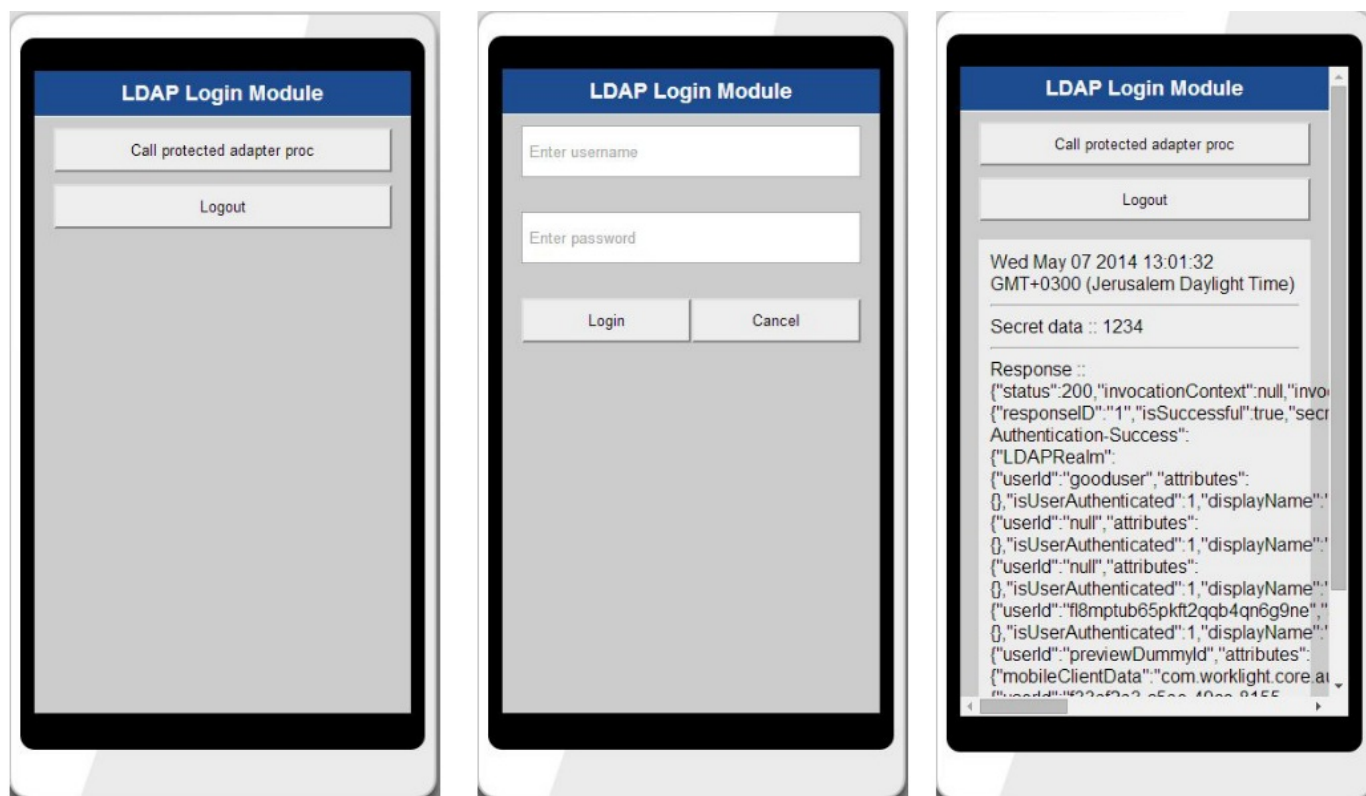 LDAP Login Module
Call protected adapter proc
Logout
LDAP Login Module
Enter username
Enter password
Login
Cancel
LDAP Login Module
Call protected adapter proc
Logout
Wed May 07 2014 13:01:32
GMT+0300 (Jerusalem Daylight Time)
Secret data :: 1234
Response ::
{"status":200,"invocationContext":null,"invo
{"responseID":"1","isSuccessful":true,"secr
Authentication-Success":
{"LDAPRealm":
{"userId":"gooduser","attributes":
{},"isUserAuthenticated":1,"displayName":"
{"userId":"null","attributes":
{},"isUserAuthenticated":1,"displayName":"
{"userId":"null","attributes":
{},"isUserAuthenticated":1,"displayName":"
{"userId":"fl8mptub65pkft2qqb4qn6g9ne","
{},"isUserAuthenticated":1,"displayName":"
{"userId":"previewDummyId","attributes":
{"mobileClientData":"com.worklight.core.au